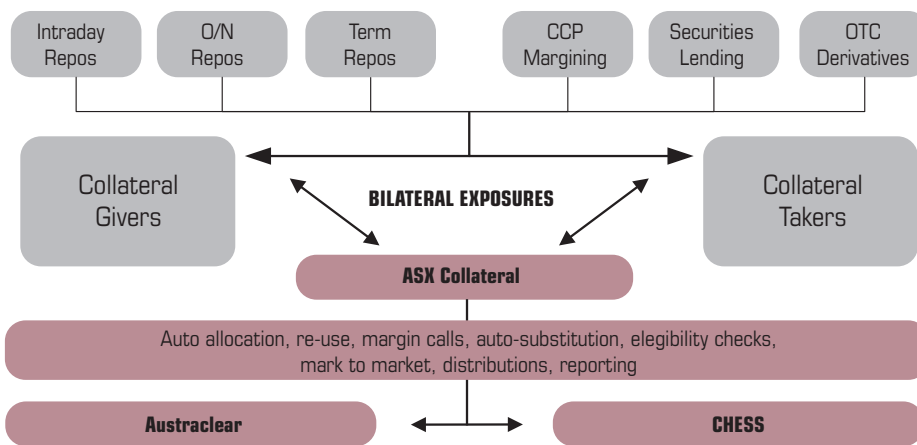 Intraday
Repos
O/N
Repos
Term
Repos
CCP
Margining
Securities
Lending
OTC
Derivatives
Collateral
Givers
BILATERAL EXPOSURES
Collateral
Takers
ASX Collateral
Auto allocation, re-use, margin calls, auto-substitution, elegibility checks,
mark to market, distributions, reporting
Austraclear
CHESS